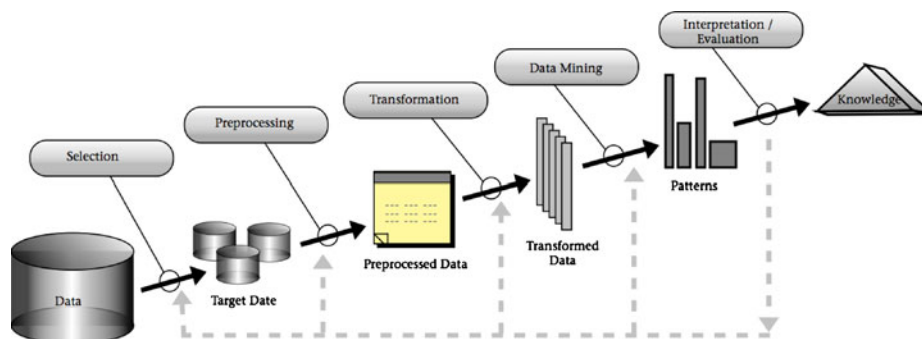 Interpretation /
Evaluation
Data Mining
Transformation
Preprocessing
Selection
Knowledge
Patterns
Transformed
Data
Preprocessed Data
Target Date
Data